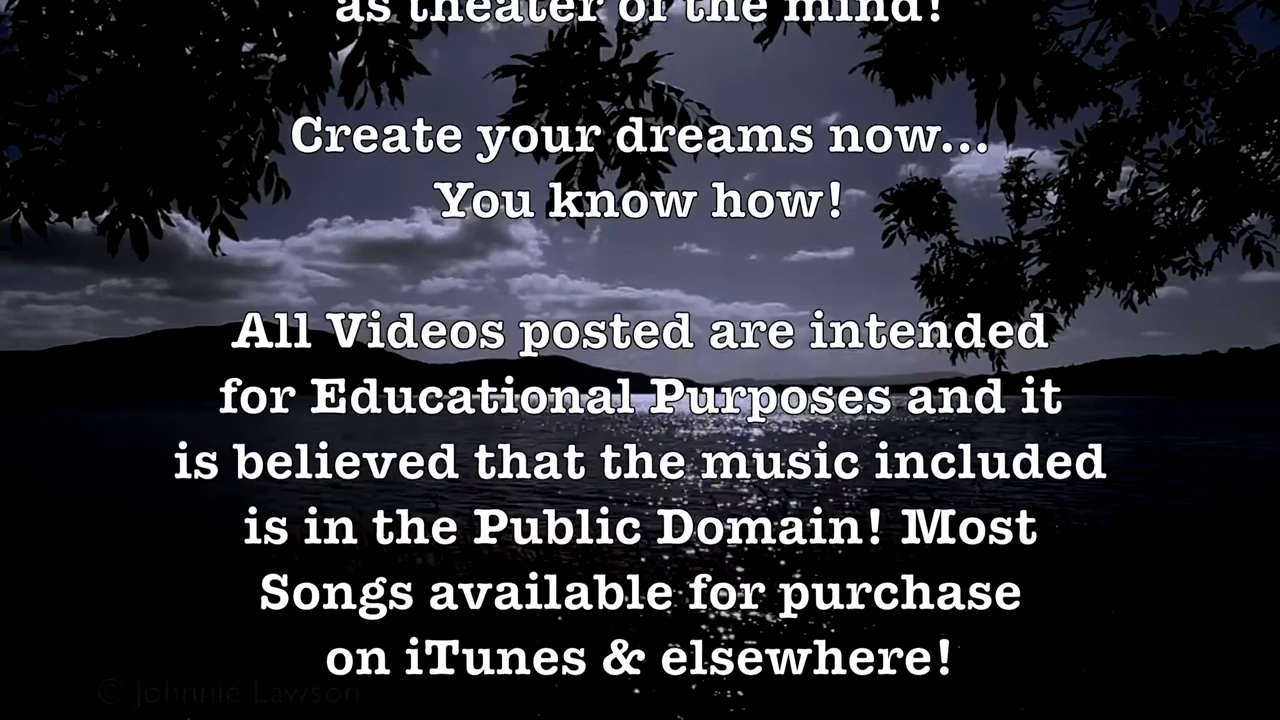 as theater of the mind!
Create your dreams now...
You know how!
All Videos posted are intended
for Educational Purposes and it
is believed that the music included
is in the Public Domain! Most
Songs available for purchase
on iTunes & elsewhere!
© Johnnie Lawson